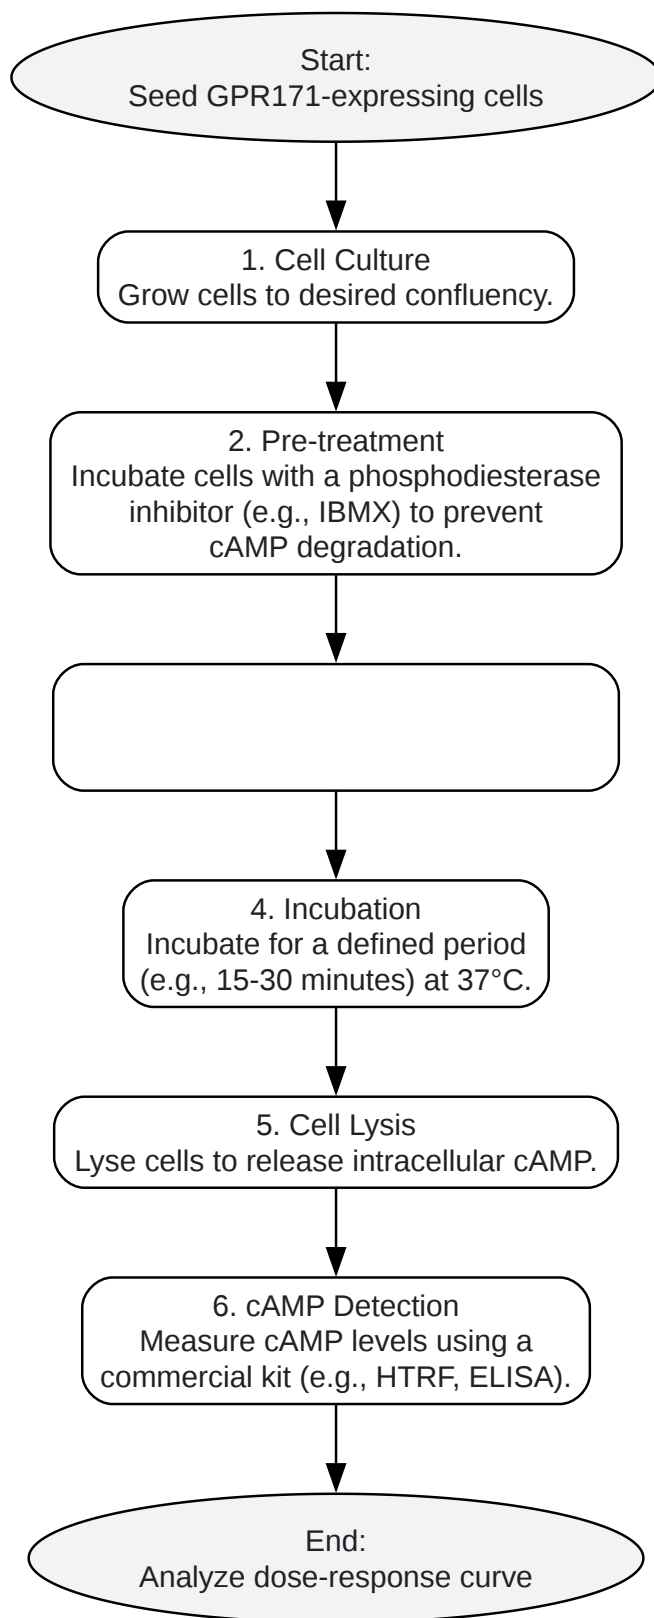 Start:
Seed GPR171-expressing cells
1. Cell Culture
Grow cells to desired confluency.
2. Pre-treatment
Incubate cells with a phosphodiesterase
inhibitor (e.g., IBMX) to prevent
cAMP degradation.
4. Incubation
Incubate for a defined period
(e.g., 15-30 minutes) at 37°C.
5. Cell Lysis
Lyse cells to release intracellular cAMP.
6. cAMP Detection
Measure cAMP levels using a
commercial kit (e.g., HTRF, ELISA).
End:
Analyze dose-response curve